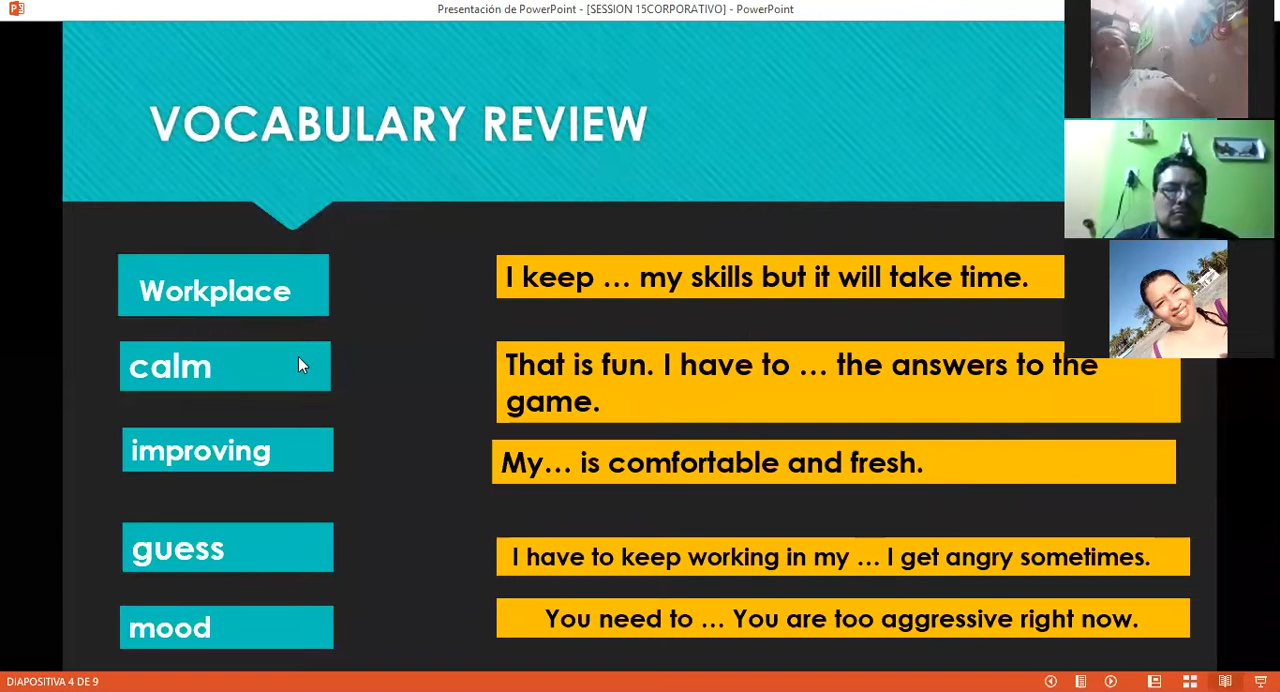 Presentación de PowerPoint - [SESSION 15CORPORATIVO] - PowerPoint
VOCABULARY REVIEW
Workplace
calm
improving
guess
mood
I keep … my skills but it will take time.
That is fun. I have to … the answers to the
game.
My… is comfortable and fresh.
I have to keep working in my … I get angry sometimes.
You need to … You are too aggressive right now.
DIAPOSITIVA 4 DE 9